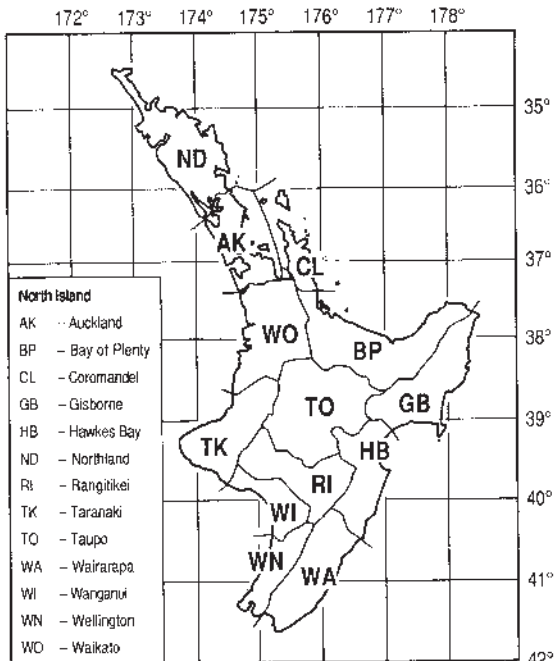 172° 173° 174° 175° 176° 177° 178°
35°
ND
36°
AK
CL
37°
North Island
AK – Auckland
WO
BP – Bay of Plenty
BP
38°
CL – Coromandel
GB – Gisborne
TO
GB
39°
HB – Hawkes Bay
TK
HB
ND – Northland
RI – Rangitikei
RI
40°
TK – Taranaki
WI
TO – Taupo
WN
WA
WA – Wairarapa
41°
WI – Wanganui
WN – Wellington
WO – Waikato
42°